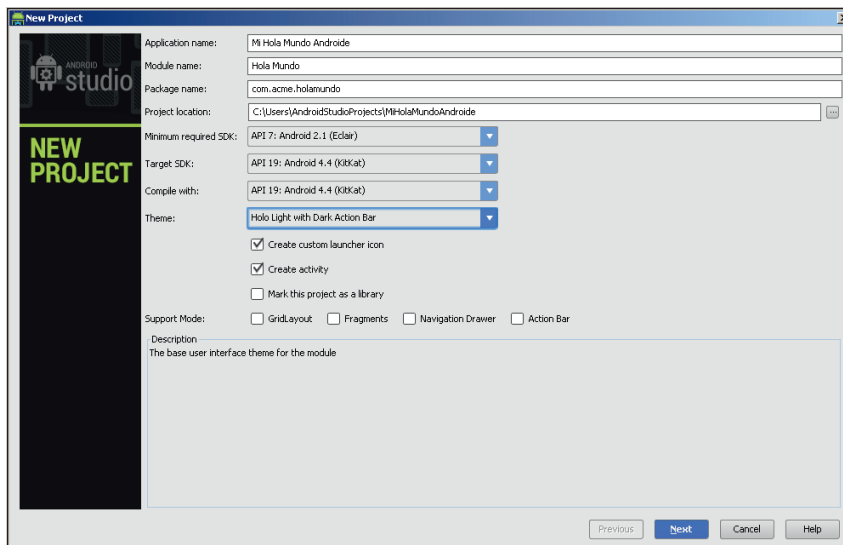 New Project
ANDROID
studio
NEW
PROJECT
Application name: Mi Hola Mundo Androide
Module name: Hola Mundo
Package name: com.acme.holamundo
Project location: C:\Users\AndroidStudioProjects\MiHolaMundoAndroide ...
Minimum required SDK: API 7: Android 2.1 (Eclair)
Target SDK: API 19: Android 4.4 (KitKat)
Compile with: API 19: Android 4.4 (KitKat)
Theme: Holo Light with Dark Action Bar
Create custom launcher icon
Create activity
Mark this project as a library
Support Mode: GridLayout Fragments Navigation Drawer Action Bar
Description
The base user interface theme for the module
Previous Next Cancel Help